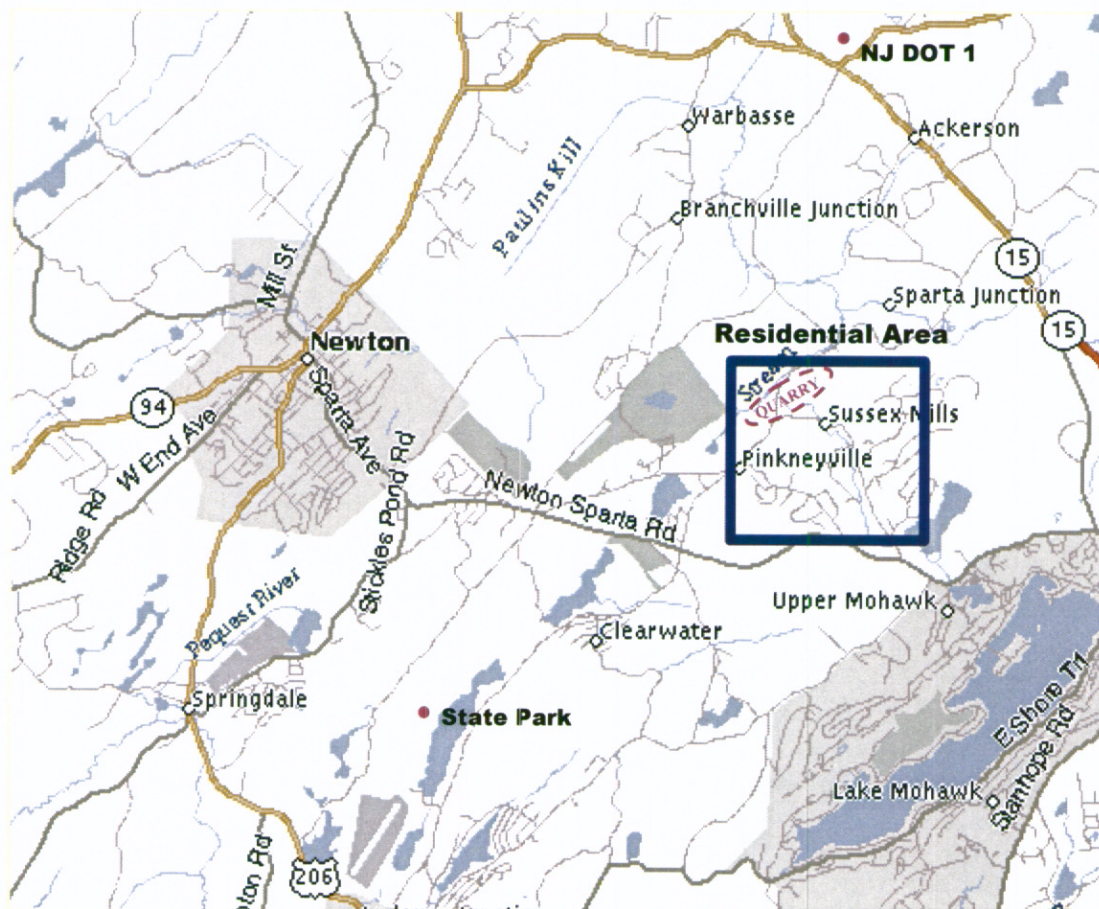 NJ DOT 1
Warbasse
Ackerson
Paulins Kill
Branchville Junction
15
Mill St
Sparta Junction
15
Residential Area
Newton
Stream
QUARRY
Sussex Mills
94
W End Ave
Sparta Ave
Pinkneyville
Newton Sparta Rd
Ridge Rd
Stickles Pond Rd
Pequest River
Upper Mohawk
Clearwater
Springdale
State Park
E Shore Trl
Stanhope Rd
Lake Mohawk
206
ton Rd